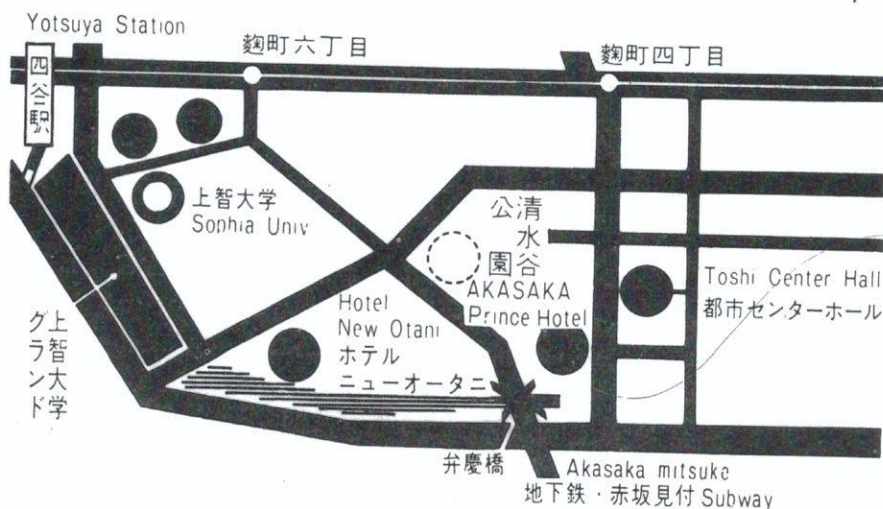 Yotsuya Station
四谷駅
麹町六丁目
麹町四丁目
上智大学
Sophia Univ
清水谷
公園
AKASAKA
Prince Hotel
Toshi Center Hall
都市センターホール
Hotel
New Otani
ホテル
ニューオータニ
上智大学
グランド
弁慶橋
Akasaka mitsuke
地下鉄・赤坂見付 Subway